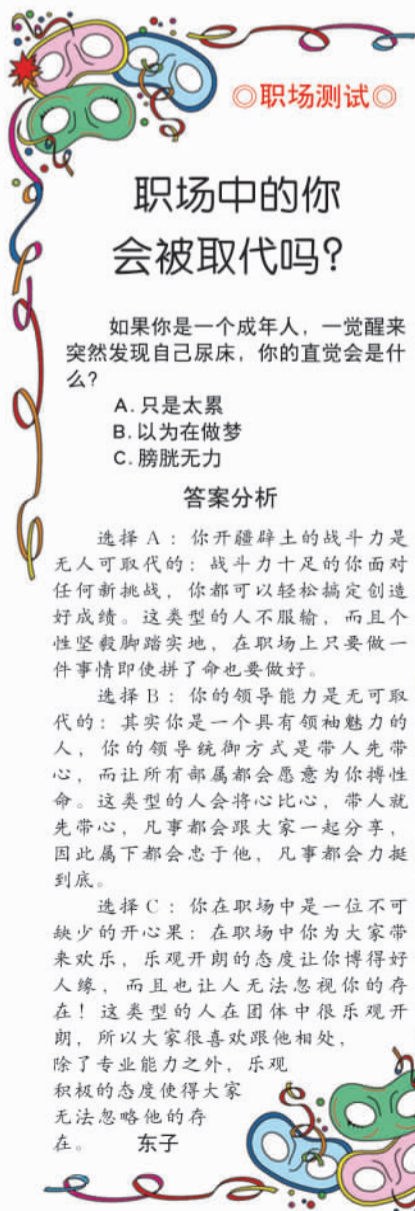 ◎职场测试◎
职场中的你
会被取代吗？
如果你是一个成年人，一觉醒来
突然发现自己尿床，你的直觉会是什
么？
A.只是太累
B.以为在做梦
C.膀胱无力
答案分析
选择A：你开疆辟土的战斗力是
无人可取代的：战斗力十足的你面对
任何新挑战，你都可以轻松搞定创造
好成绩。这类型的人不服输，而且个
性坚毅脚踏实地，在职场上只要做一
件事情即使拼了命也要做好。
选择B：你的领导能力是无可取
代的：其实你是一个具有领袖魅力的
人，你的领导统御方式是带人先带
心，而让所有部属都会愿意为你搏性
命。这类型的人会将心比心，带人就
先带心，凡事都会跟大家一起分享，
因此属下都会忠于他，凡事都会力挺
到底。
选择C：你在职场中是一位不可
缺少的开心果：在职场中你为大家带
来欢乐，乐观开朗的态度让你博得好
人缘，而且也让人无法忽视你的存
在！这类型的人在团体中很乐观开
朗，所以大家很喜欢跟他相处，
除了专业能力之外，乐观
积极的态度使得大家
无法忽略他的存
在。 东子